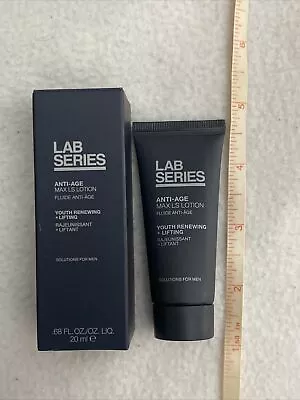 LAB
SERIES
ANTI-AGE
MAX LS LOTION
FLUIDE ANTI-ÂGE
YOUTH RENEWING
+ LIFTING
RAJEUNISSANT
+ LIFTANT
SOLUTIONS FOR MEN
.68 FL.OZ./OZ. LIQ.
20 ml e
LAB
SERIES
ANTI-AGE
MAX LS LOTION
FLUIDE ANTI-ÂGE
YOUTH RENEWING
+ LIFTING
RAJEUNISSANT
+ LIFTANT
SOLUTIONS FOR MEN